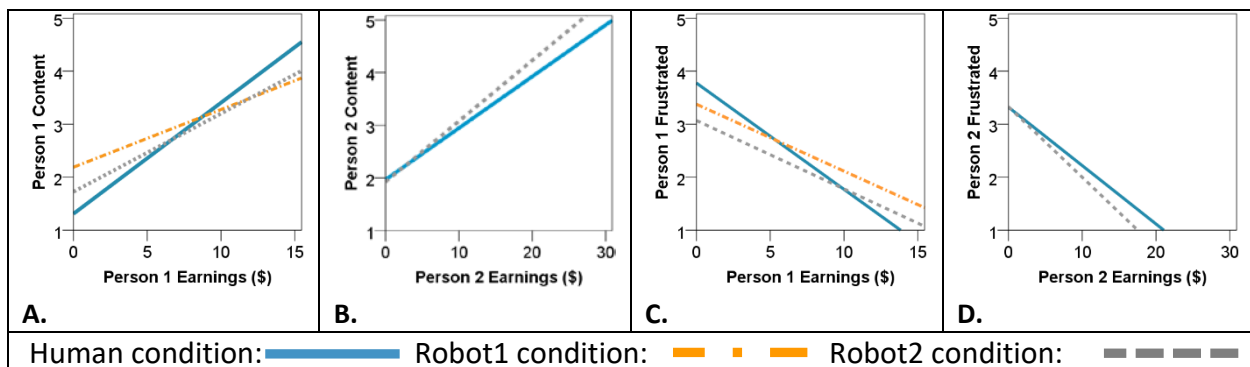 5
4
3
2
1
Person 1 Content
0 5 10 15
Person 1 Earnings ($)
A.
5
4
3
2
1
Person 2 Content
0 10 20 30
Person 2 Earnings ($)
B.
5
4
3
2
1
Person 1 Frustrated
0 5 10 15
Person 1 Earnings ($)
C.
5
4
3
2
1
Person 2 Frustrated
0 10 20 30
Person 2 Earnings ($)
D.
Human condition: Robot1 condition: Robot2 condition: